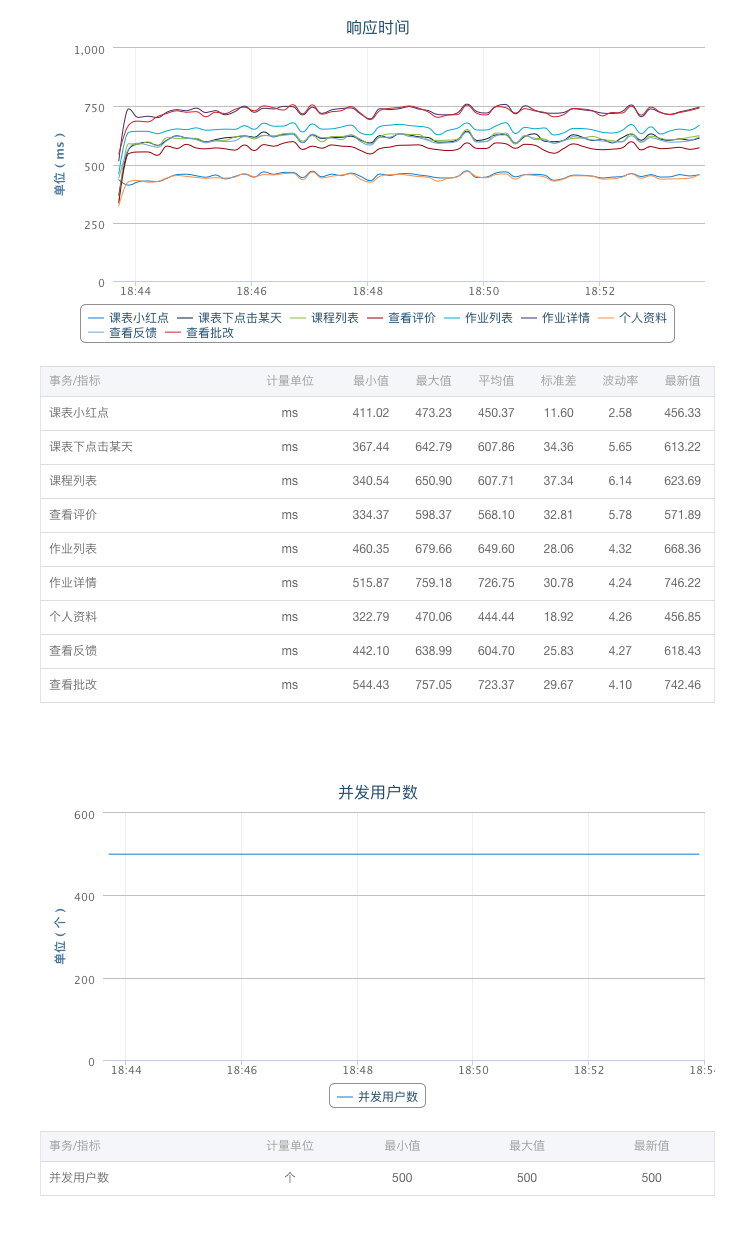 响应时间
1,000
750
500
250
0
单位 ( ms )
18:44 18:46 18:48 18:50 18:52
课表小红点 课表下点击某天 课程列表 查看评价 作业列表 作业详情 个人资料
查看反馈 查看批改
事务/指标 计量单位 最小值 最大值 平均值 标准差 波动率 最新值
课表小红点 ms 411.02 473.23 450.37 11.60 2.58 456.33
课表下点击某天 ms 367.44 642.79 607.86 34.36 5.65 613.22
课程列表 ms 340.54 650.90 607.71 37.34 6.14 623.69
查看评价 ms 334.37 598.37 568.10 32.81 5.78 571.89
作业列表 ms 460.35 679.66 649.60 28.06 4.32 668.36
作业详情 ms 515.87 759.18 726.75 30.78 4.24 746.22
个人资料 ms 322.79 470.06 444.44 18.92 4.26 456.85
查看反馈 ms 442.10 638.99 604.70 25.83 4.27 618.43
查看批改 ms 544.43 757.05 723.37 29.67 4.10 742.46
并发用户数
600
400
200
0
单位 ( 个 )
18:44 18:46 18:48 18:50 18:52 18:5
并发用户数
事务/指标 计量单位 最小值 最大值 最新值
并发用户数 个 500 500 500